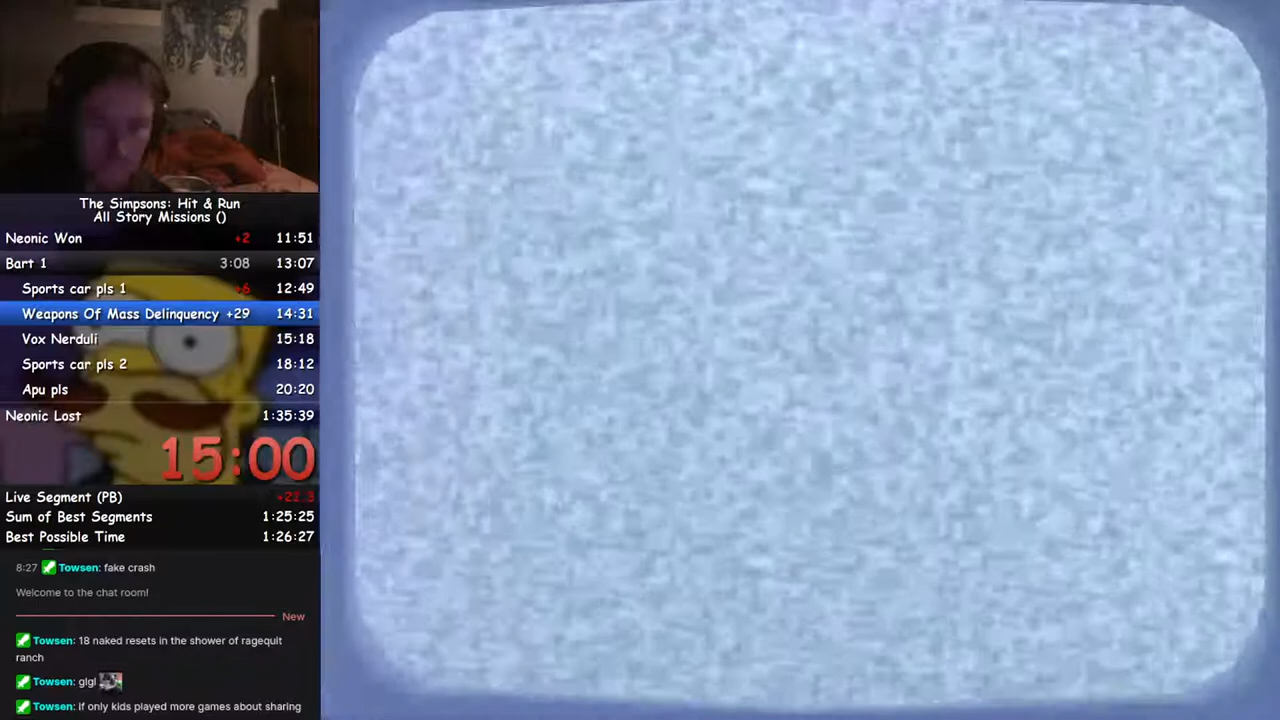 The Simpsons: Hit & Run
All Story Missions ()
Neonic Won +2 11:51
Bart 1 3:08 13:07
Sports car pls 1 +6 12:49
Weapons Of Mass Delinquency +29 14:31
Vox Nerduli 15:18
Sports car pls 2 18:12
Apu pls 20:20
Neonic Lost 1:35:39
15:00
Live Segment (PB)
Sum of Best Segments 1:25:25
Best Possible Time 1:26:27
8:27 Towsen: fake crash
Welcome to the chat room!
New
Towsen: 18 naked resets in the shower of ragequit
ranch
Towsen: glgl
Towsen: if only kids played more games about sharing